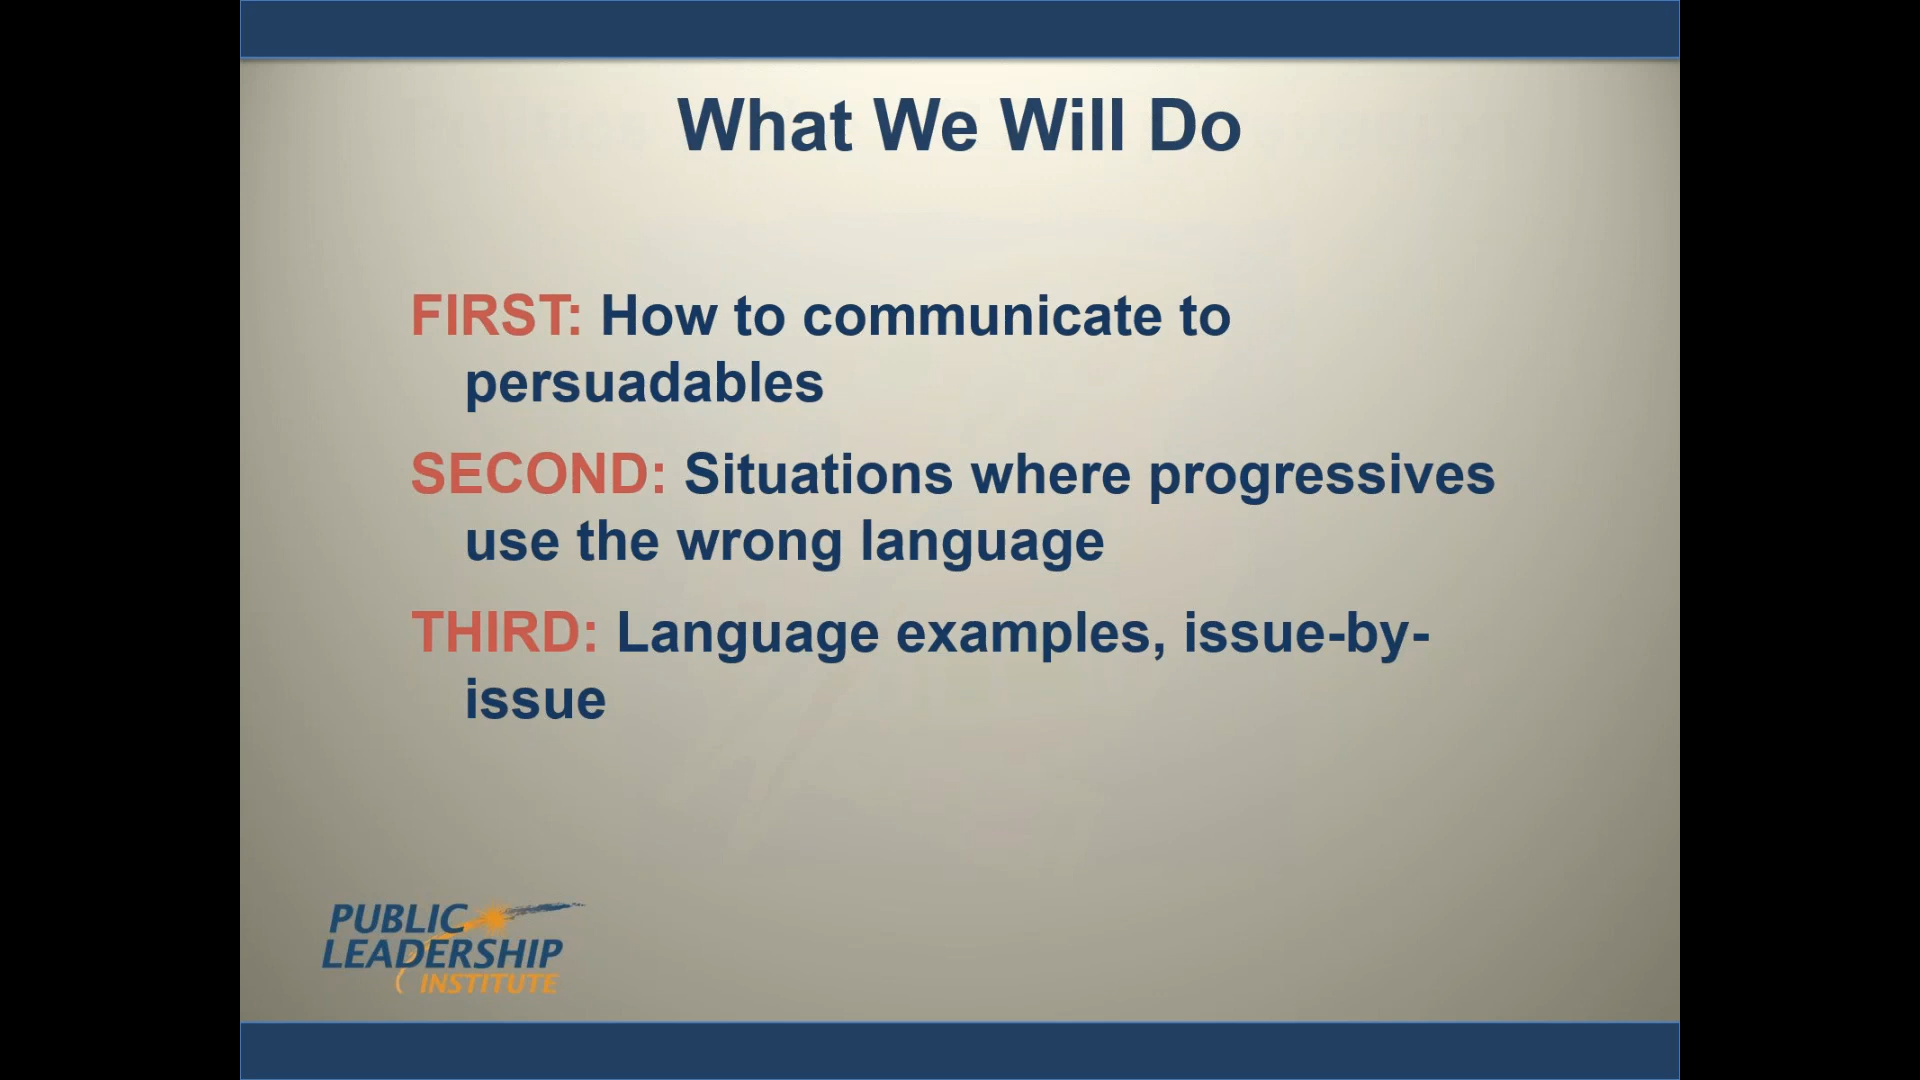 What We Will Do
FIRST: How to communicate to
persuadables
SECOND: Situations where progressives
use the wrong language
THIRD: Language examples, issue-by-
issue
PUBLIC
LEADERSHIP
INSTITUTE